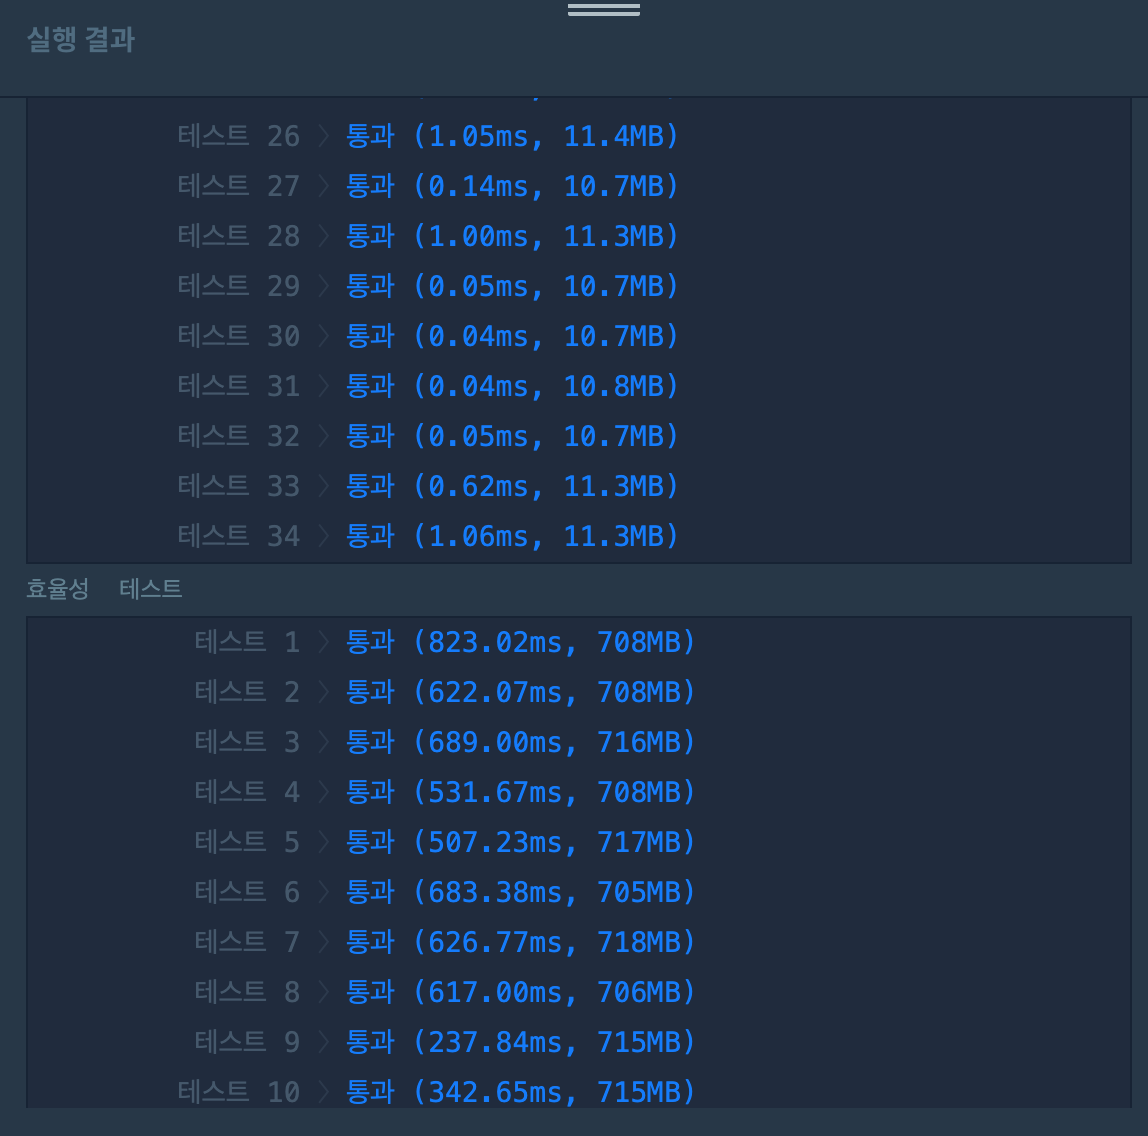 실행 결과
테스트 26 〉 통과 (1.05ms, 11.4MB)
테스트 27 〉 통과 (0.14ms, 10.7MB)
테스트 28 〉 통과 (1.00ms, 11.3MB)
테스트 29 〉 통과 (0.05ms, 10.7MB)
테스트 30 〉 통과 (0.04ms, 10.7MB)
테스트 31 〉 통과 (0.04ms, 10.8MB)
테스트 32 〉 통과 (0.05ms, 10.7MB)
테스트 33 〉 통과 (0.62ms, 11.3MB)
테스트 34 〉 통과 (1.06ms, 11.3MB)
효율성 테스트
테스트 1 〉 통과 (823.02ms, 708MB)
테스트 2 〉 통과 (622.07ms, 708MB)
테스트 3 〉 통과 (689.00ms, 716MB)
테스트 4 〉 통과 (531.67ms, 708MB)
테스트 5 〉 통과 (507.23ms, 717MB)
테스트 6 〉 통과 (683.38ms, 705MB)
테스트 7 〉 통과 (626.77ms, 718MB)
테스트 8 〉 통과 (617.00ms, 706MB)
테스트 9 〉 통과 (237.84ms, 715MB)
테스트 10 〉 통과 (342.65ms, 715MB)